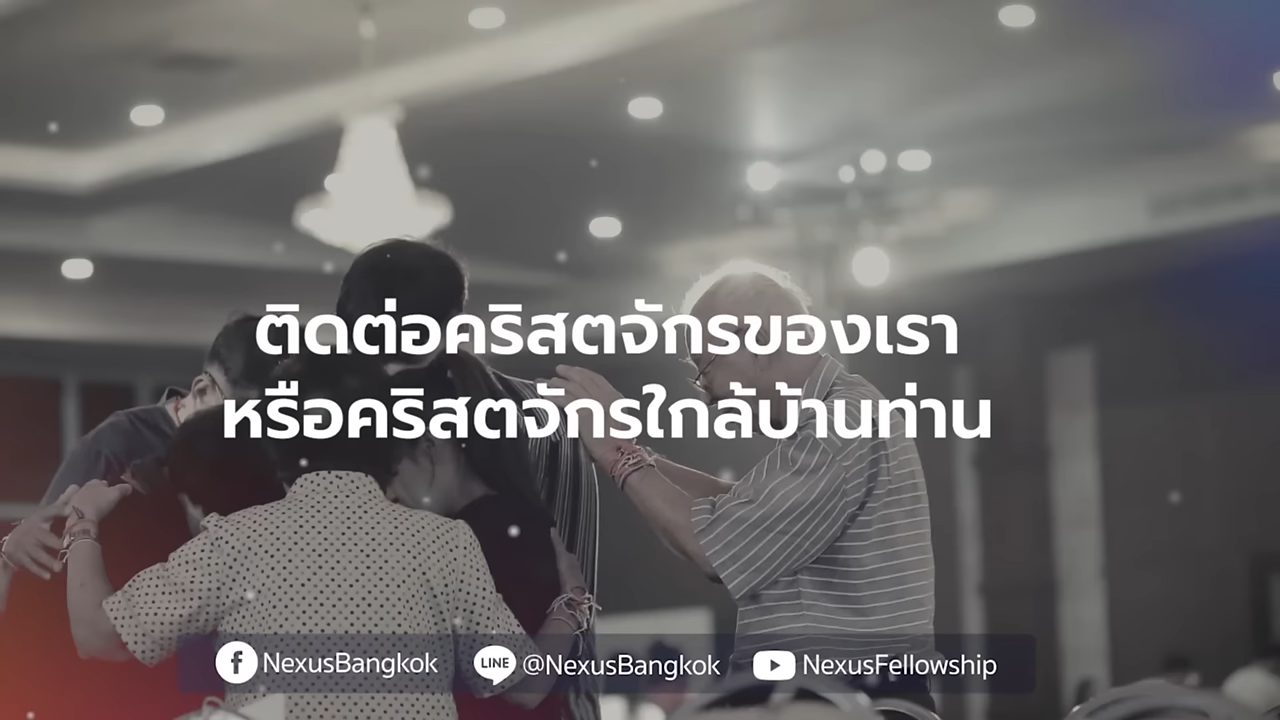 ติดต่อคริสตจักรของเรา
หรือคริสตจักรใกล้บ้านท่าน
NexusBangkok LINE @NexusBangkok NexusFellowship